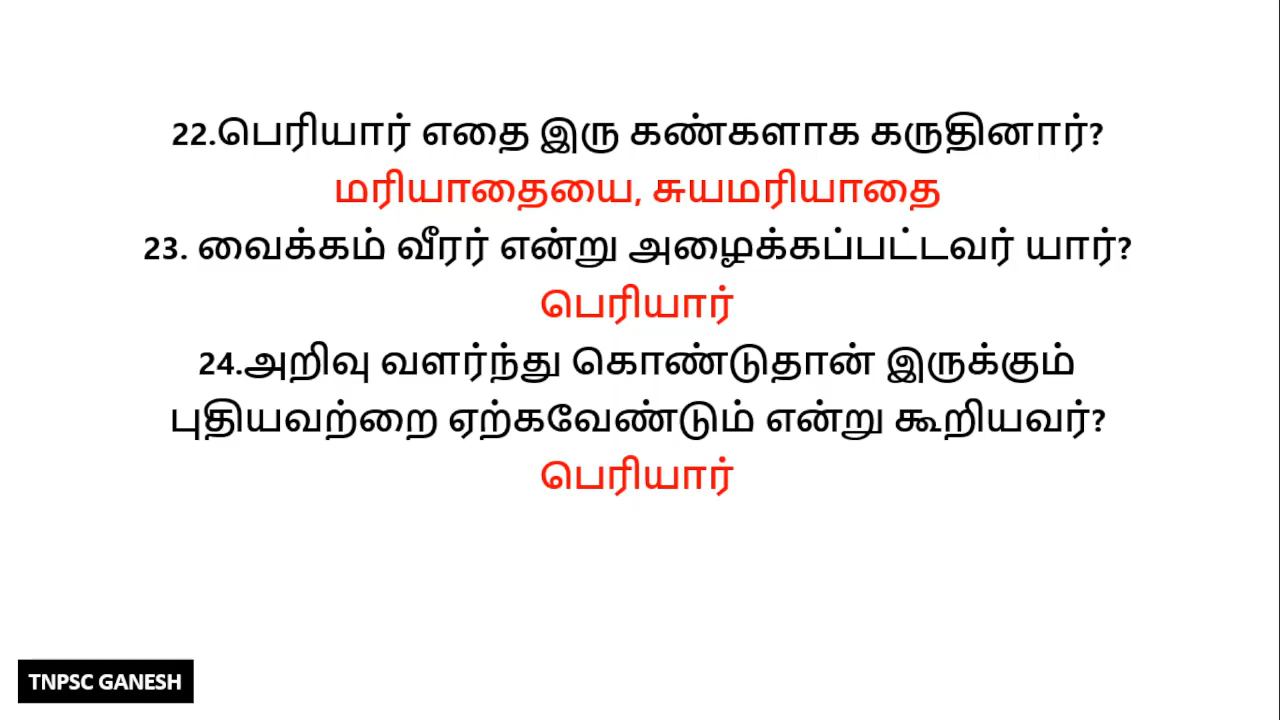 22.பெரியார் எதை இரு கண்களாக கருதினார்?
மரியாதையை, சுயமரியாதை
23. வைக்கம் வீரர் என்று அழைக்கப்பட்டவர் யார்?
பெரியார்
24.அறிவு வளர்ந்து கொண்டுதான் இருக்கும்
புதியவற்றை ஏற்கவேண்டும் என்று கூறியவர்?
பெரியார்
TNPSC GANESH